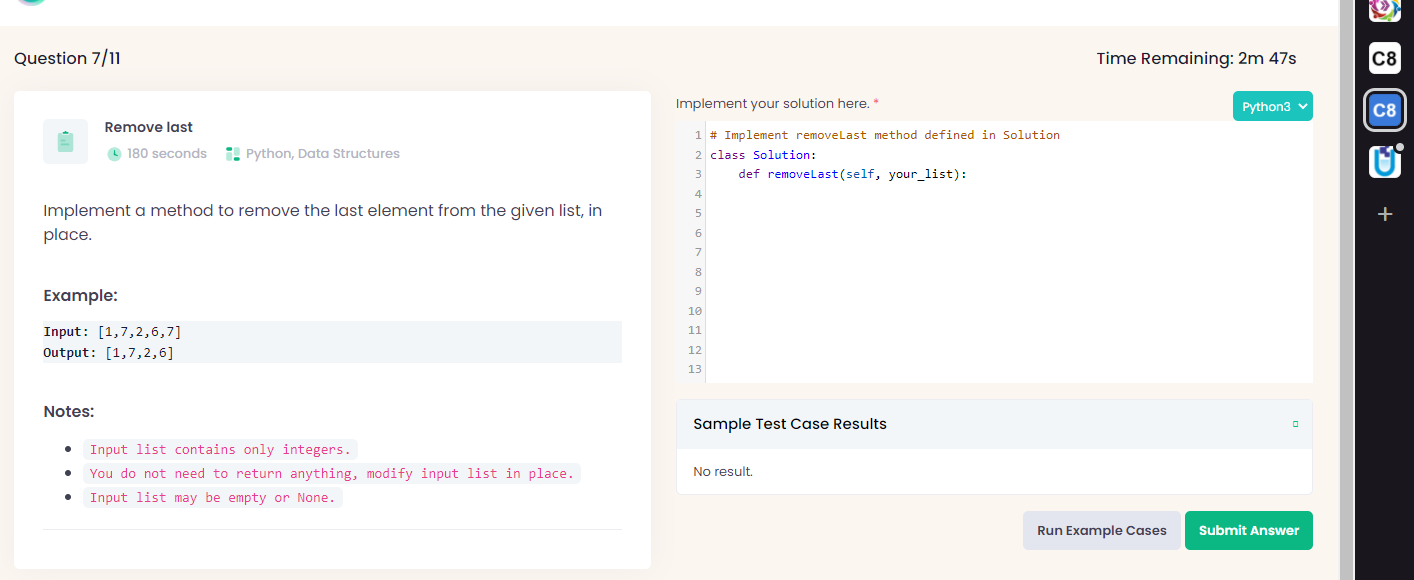 Question 7/11
Time Remaining: 2m 47s
Remove last
180 seconds
Python, Data Structures
Implement a method to remove the last element from the given list, in
place.
Example:
Input: [1,7,2,6,7]
Output: [1,7,2,6]
Notes:
Input list contains only integers.
You do not need to return anything, modify input list in place.
Input list may be empty or None.
Implement your solution here. *
Python3
1 # Implement removeLast method defined in Solution
2 class Solution:
3     def removeLast(self, your_list):
4
5
6
7
8
9
10
11
12
13
Sample Test Case Results
No result.
Run Example Cases
Submit Answer
C8
C8